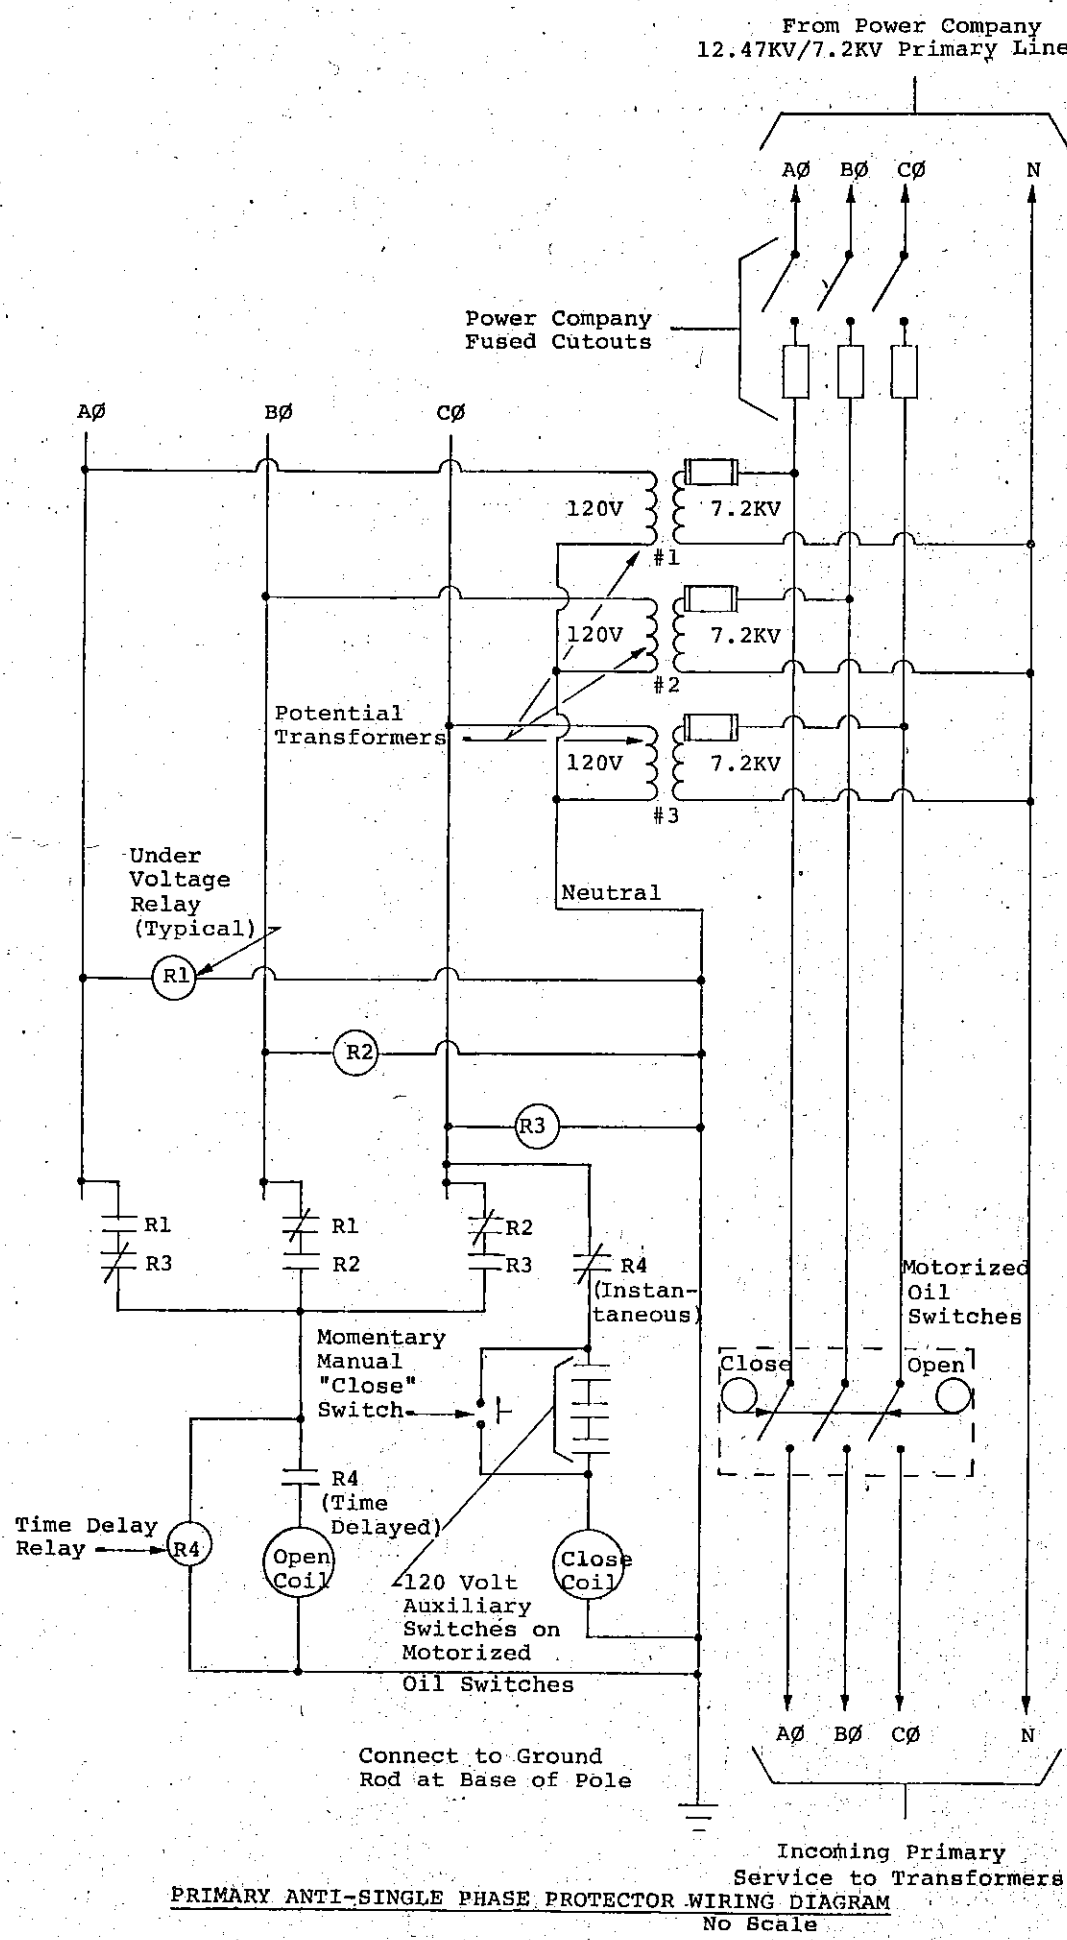 From Power Company
12.47KV/7.2KV Primary Line
AØ BØ CØ N
Power Company
Fused Cutouts
AØ BØ CØ
120V 7.2KV
#1
120V 7.2KV
#2
Potential
Transformers
120V 7.2KV
#3
Under
Voltage
Relay
(Typical)
Neutral
R1
R2
R3
R1 R1 R2
R3 R2 R3
R4
(Instan-
taneous)
Motorized
Oil
Switches
Momentary
Manual
"Close"
Switch
Close Open
R4
(Time
Delayed)
Time Delay
Relay
R4
Open
Coil
Close
Coil
120 Volt
Auxiliary
Switches on
Motorized
Oil Switches
AØ BØ CØ N
Connect to Ground
Rod at Base of Pole
Incoming Primary
Service to Transformers
PRIMARY ANTI-SINGLE PHASE PROTECTOR WIRING DIAGRAM
No Scale